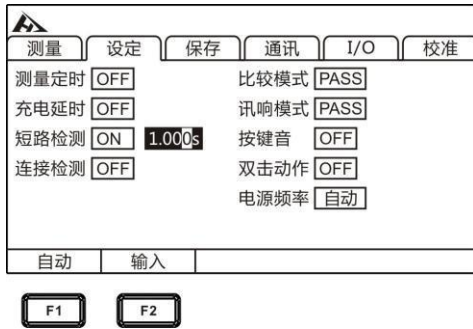 测量 设定 保存 通讯 I/O 校准
测量定时 OFF 比较模式 PASS
充电延时 OFF 讯响模式 PASS
短路检测 ON 1.000s 按键音 OFF
连接检测 OFF 双击动作 OFF
电源频率 自动
自动 输入
F1 F2